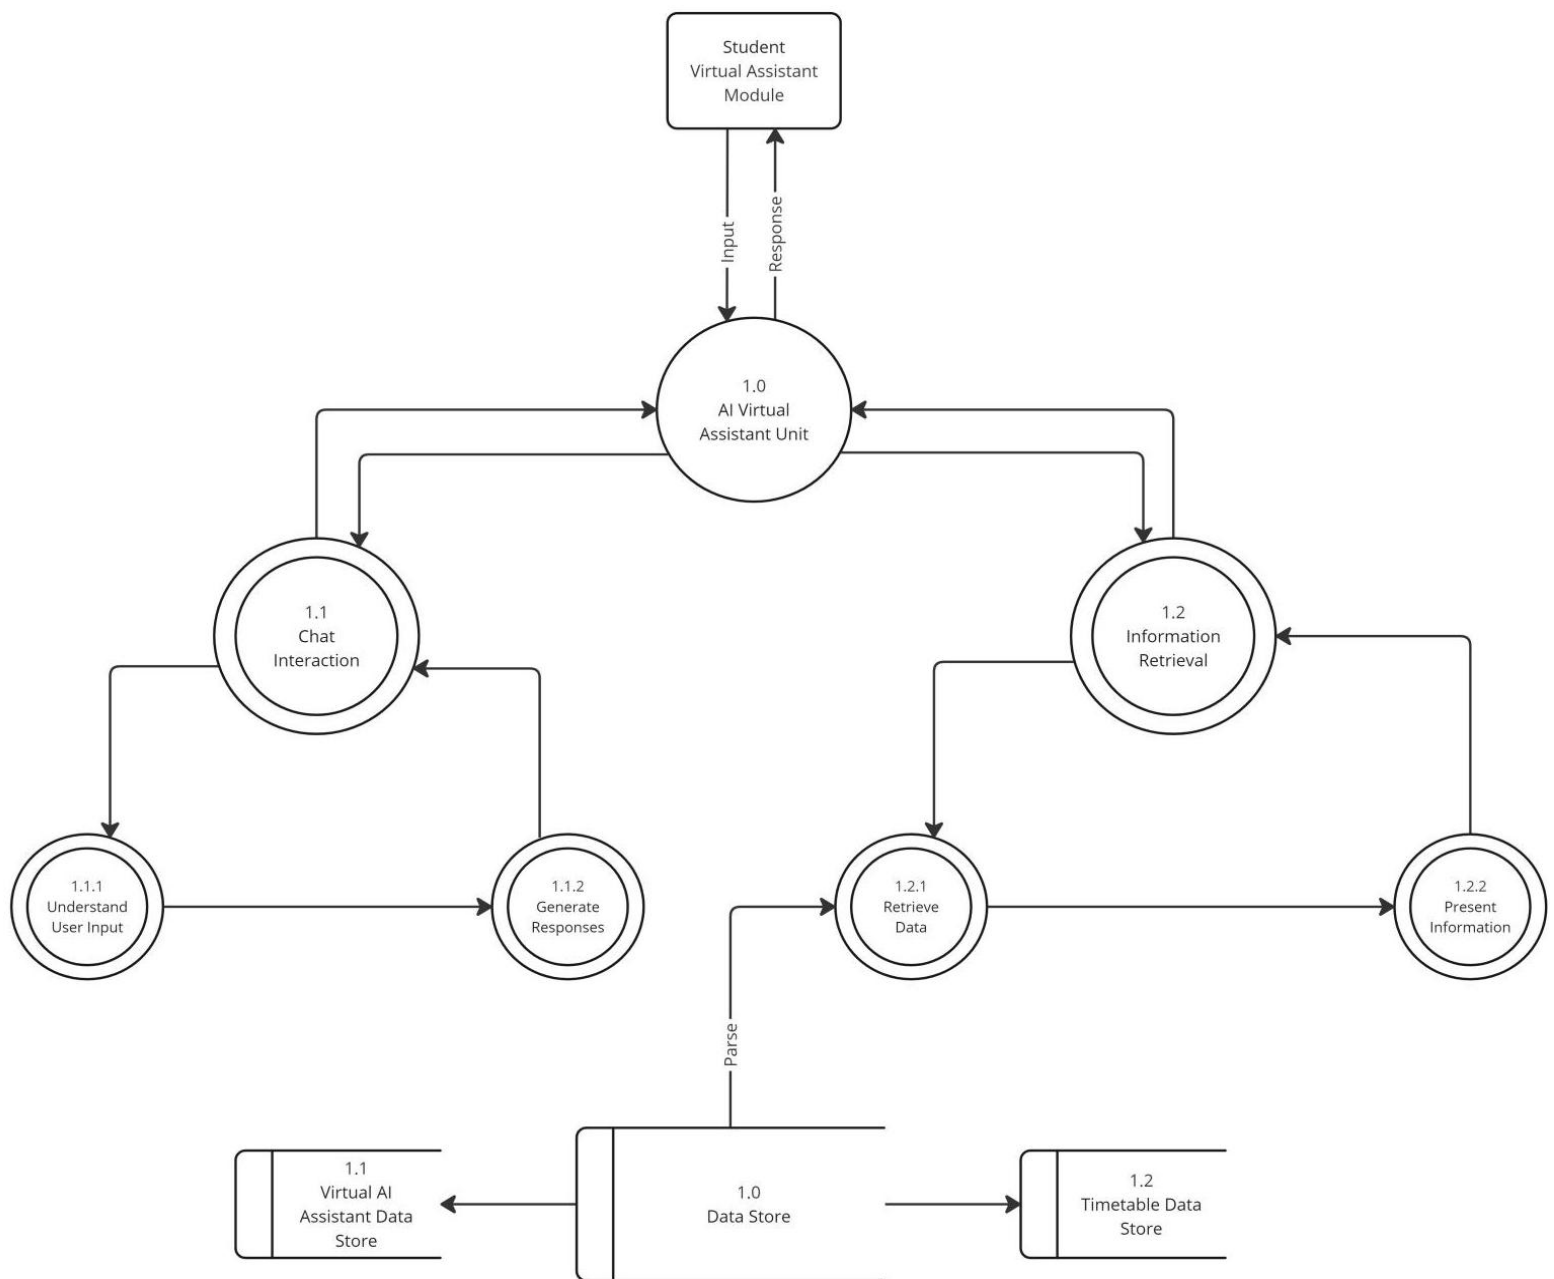 Student
Virtual Assistant
Module
Input
Response
1.0
AI Virtual
Assistant Unit
1.1
Chat
Interaction
1.2
Information
Retrieval
1.1.1
Understand
User Input
1.1.2
Generate
Responses
1.2.1
Retrieve
Data
1.2.2
Present
Information
Parse
1.1
Virtual AI
Assistant Data
Store
1.0
Data Store
1.2
Timetable Data
Store